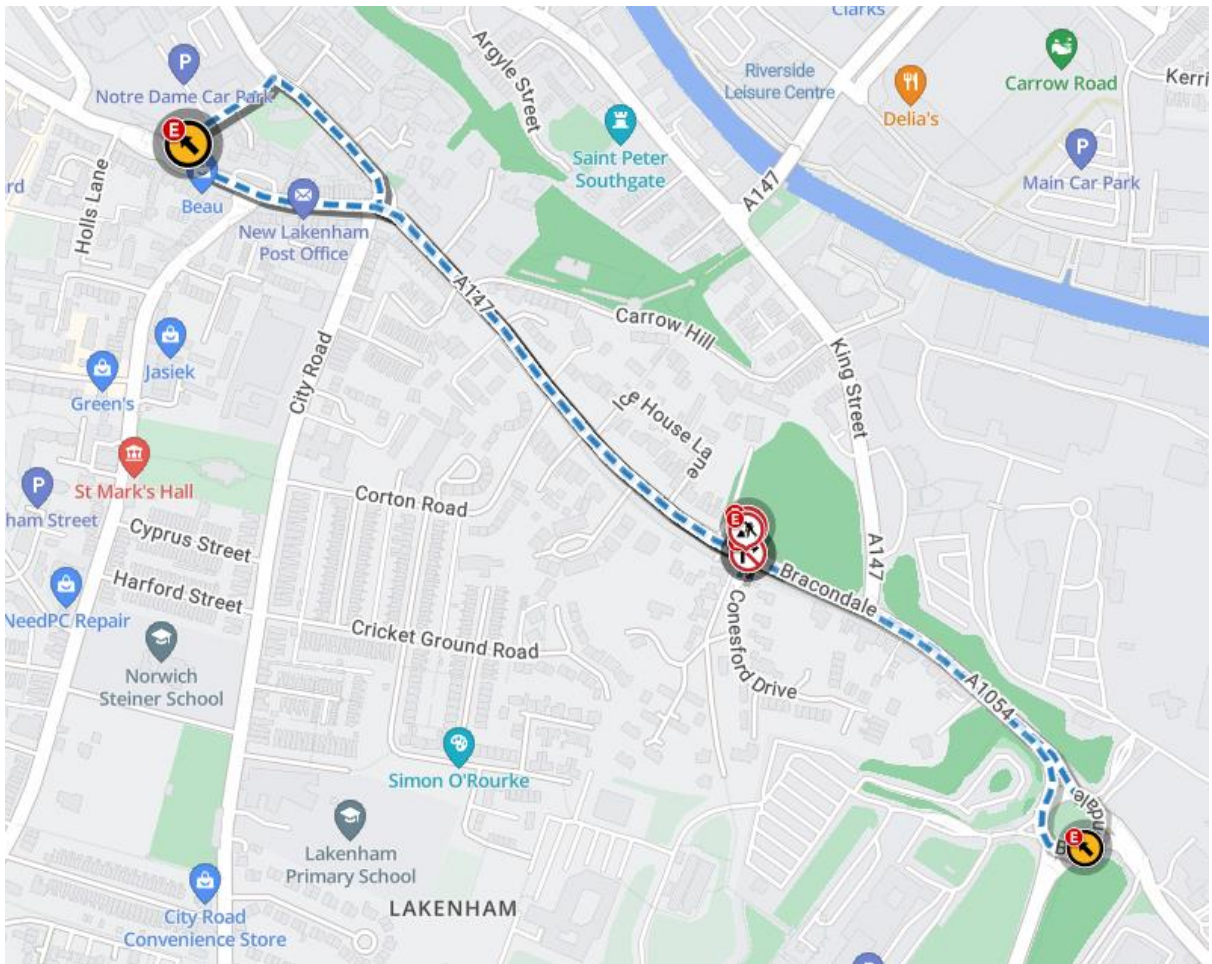 Clarks
P
Notre Dame Car Park
Argyle Street
Riverside
Leisure Centre
Delia's
Carrow Road
Kerri
E
Saint Peter
Southgate
P
Main Car Park
A147
rd
Holls Lane
Beau
New Lakenham
Post Office
A147
Carrow Hill
King Street
Jasiek
Green's
City Road
Ice House Lane
St Mark's Hall
P
ham Street
Corton Road
E
A147
Cyprus Street
Bracondale
Harford Street
NeedPC Repair
Cricket Ground Road
Conesford Drive
Norwich
Steiner School
A1054
Simon O'Rourke
ndale
E
B
Lakenham
Primary School
LAKENHAM
City Road
Convenience Store
P